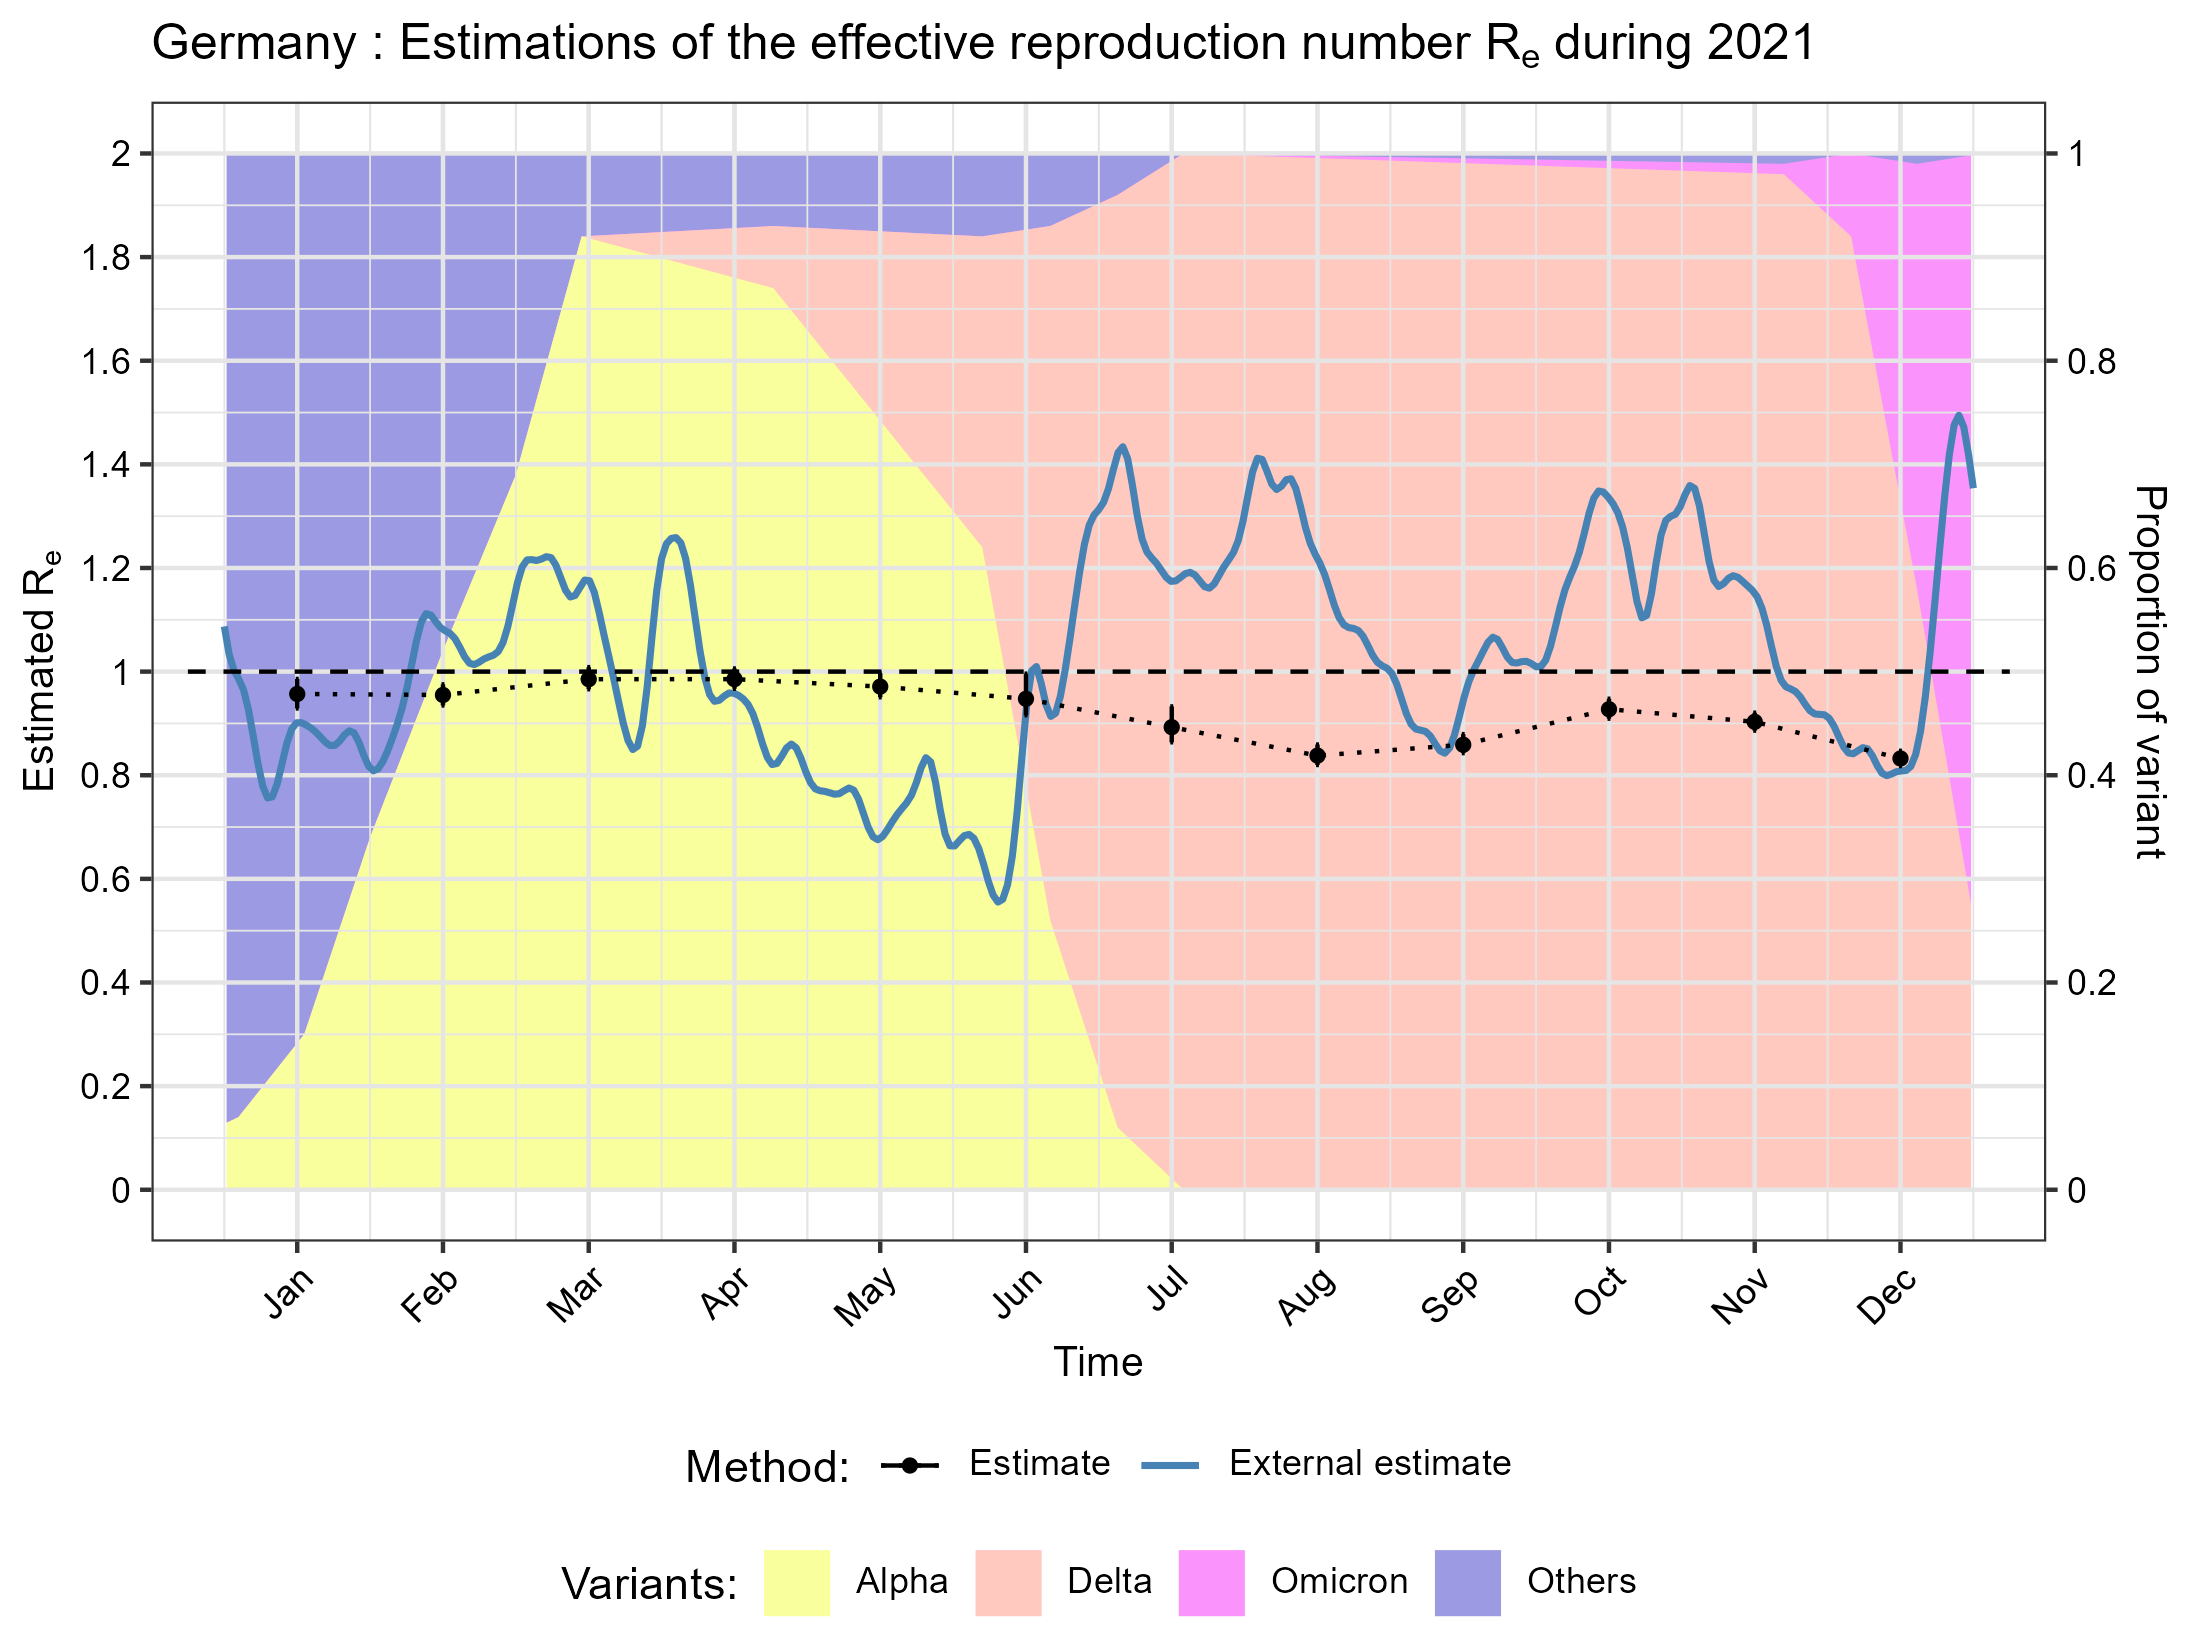 Germany : Estimations of the effective reproduction number Re during 2021
Estimated Re
2
1.8
1.6
1.4
1.2
1
0.8
0.6
0.4
0.2
0
1
0.8
0.6
0.4
0.2
0
Proportion of variant
Jan
Feb
Mar
Apr
May
Jun
Jul
Aug
Sep
Oct
Nov
Dec
Time
Method: Estimate External estimate
Variants: Alpha Delta Omicron Others